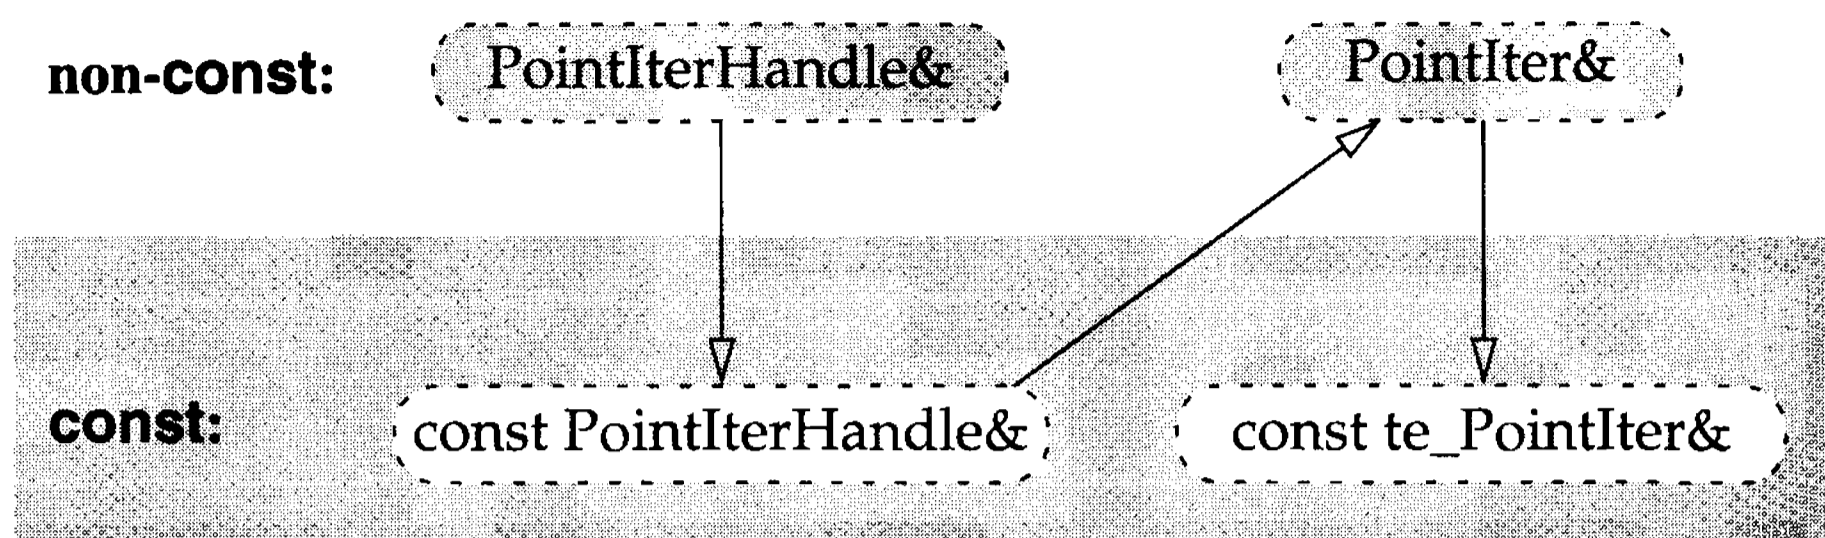 non-const: PointIterHandle& PointIter&
const: const PointIterHandle& const te_PointIter&